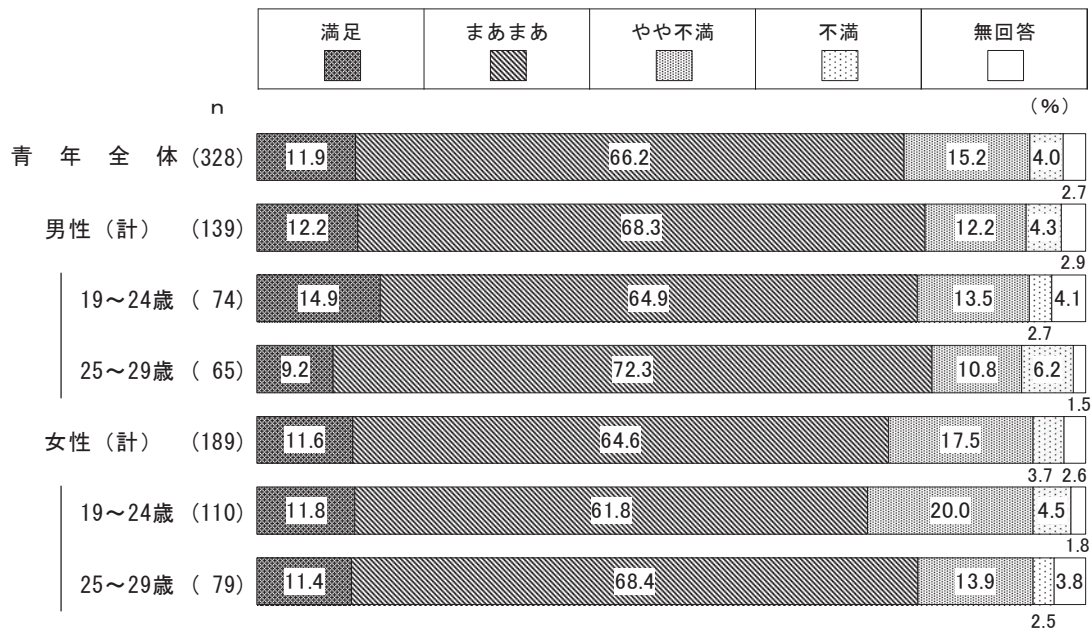 満足 まあまあ やや不満 不満 無回答
n (%)
青年全体 (328) 11.9 66.2 15.2 4.0
2.7
男性（計） (139) 12.2 68.3 12.2 4.3
2.9
19～24歳 ( 74) 14.9 64.9 13.5 4.1
2.7
25～29歳 ( 65) 9.2 72.3 10.8 6.2
1.5
女性（計） (189) 11.6 64.6 17.5
3.7 2.6
19～24歳 (110) 11.8 61.8 20.0 4.5
1.8
25～29歳 ( 79) 11.4 68.4 13.9 3.8
2.5